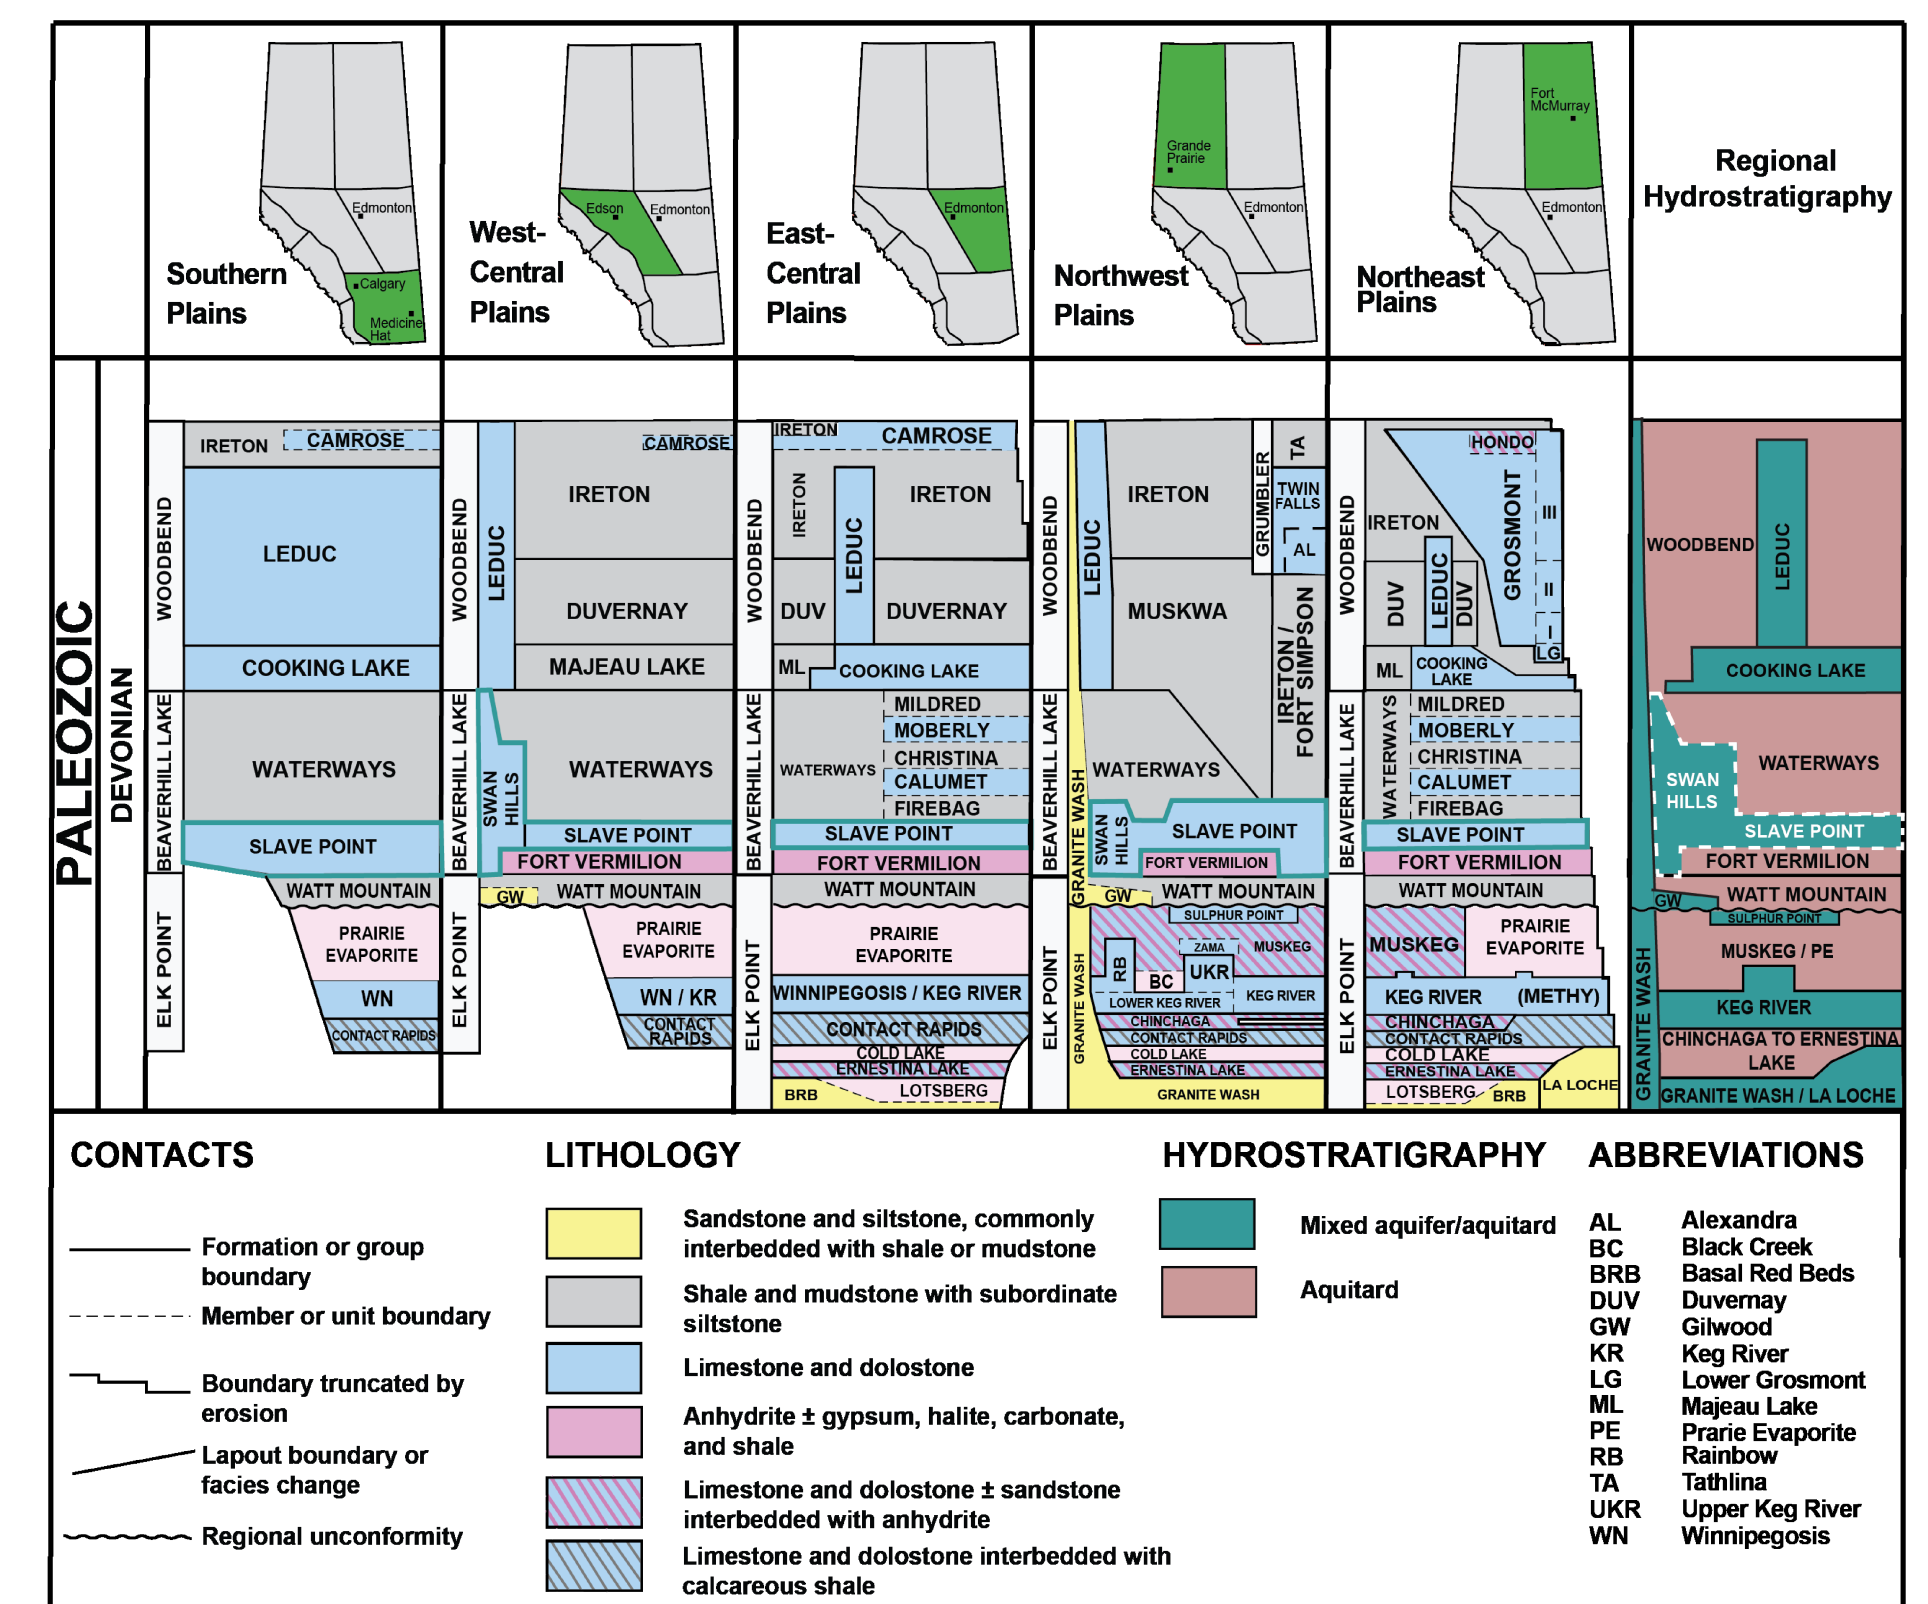 Southern
Plains
Calgary
Medicine
Hat
Edmonton
West-
Central
Plains
Edson
Edmonton
East-
Central
Plains
Edmonton
Northwest
Plains
Grande
Prairie
Edmonton
Northeast
Plains
Fort
McMurray
Edmonton
Regional
Hydrostratigraphy
PALEOZOIC
DEVONIAN
WOODBEND
BEAVERHILL LAKE
ELK POINT
IRETON
CAMROSE
LEDUC
COOKING LAKE
WATERWAYS
SLAVE POINT
WATT MOUNTAIN
PRAIRIE
EVAPORITE
WN
CONTACT RAPIDS
WOODBEND
BEAVERHILL LAKE
ELK POINT
LEDUC
CAMROSE
IRETON
DUVERNAY
MAJEAU LAKE
SWAN
HILLS
WATERWAYS
SLAVE POINT
FORT VERMILION
GW
WATT MOUNTAIN
PRAIRIE
EVAPORITE
WN / KR
CONTACT
RAPIDS
WOODBEND
BEAVERHILL LAKE
ELK POINT
IRETON
CAMROSE
IRETON
LEDUC
IRETON
DUV
DUVERNAY
ML
COOKING LAKE
WATERWAYS
MILDRED
MOBERLY
CHRISTINA
CALUMET
FIREBAG
SLAVE POINT
FORT VERMILION
WATT MOUNTAIN
PRAIRIE
EVAPORITE
WINNIPEGOSIS / KEG RIVER
CONTACT RAPIDS
COLD LAKE
ERNESTINA LAKE
BRB
LOTSBERG
WOODBEND
BEAVERHILL LAKE
ELK POINT
GRANITE WASH
GRANITE WASH
LEDUC
IRETON
GRUMBLER
TA
TWIN
FALLS
AL
MUSKWA
IRETON /
FORT SIMPSON
WATERWAYS
SWAN
HILLS
SLAVE POINT
FORT VERMILION
GW
WATT MOUNTAIN
SULPHUR POINT
ZAMA
MUSKEG
RB
BC
UKR
LOWER KEG RIVER
KEG RIVER
CHINCHAGA
CONTACT RAPIDS
COLD LAKE
ERNESTINA LAKE
GRANITE WASH
WOODBEND
BEAVERHILL LAKE
ELK POINT
HONDO
GROSMONT
III
II
I
LG
IRETON
DUV
LEDUC
DUV
ML
COOKING
LAKE
WATERWAYS
MILDRED
MOBERLY
CHRISTINA
CALUMET
FIREBAG
SLAVE POINT
FORT VERMILION
WATT MOUNTAIN
MUSKEG
PRAIRIE
EVAPORITE
KEG RIVER (METHY)
CHINCHAGA
CONTACT RAPIDS
COLD LAKE
ERNESTINA LAKE
LOTSBERG
BRB
LA LOCHE
GRANITE WASH
WOODBEND
LEDUC
COOKING LAKE
SWAN
HILLS
WATERWAYS
SLAVE POINT
FORT VERMILION
WATT MOUNTAIN
GW
SULPHUR POINT
MUSKEG / PE
KEG RIVER
CHINCHAGA TO ERNESTINA
LAKE
GRANITE WASH / LA LOCHE
CONTACTS
Formation or group
boundary
Member or unit boundary
Boundary truncated by
erosion
Lapout boundary or
facies change
Regional unconformity
LITHOLOGY
Sandstone and siltstone, commonly
interbedded with shale or mudstone
Shale and mudstone with subordinate
siltstone
Limestone and dolostone
Anhydrite ± gypsum, halite, carbonate,
and shale
Limestone and dolostone ± sandstone
interbedded with anhydrite
Limestone and dolostone interbedded with
calcareous shale
HYDROSTRATIGRAPHY
Mixed aquifer/aquitard
Aquitard
ABBREVIATIONS
AL Alexandra
BC Black Creek
BRB Basal Red Beds
DUV Duvernay
GW Gilwood
KR Keg River
LG Lower Grosmont
ML Majeau Lake
PE Prarie Evaporite
RB Rainbow
TA Tathlina
UKR Upper Keg River
WN Winnipegosis